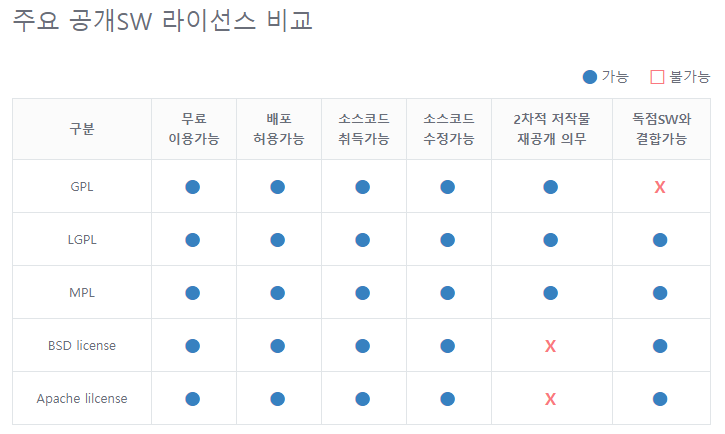 주요 공개SW 라이선스 비교
● 가능 □ 불가능
구분 무료 이용가능 배포 허용가능 소스코드 취득가능 소스코드 수정가능 2차적 저작물 재공개 의무 독점SW와 결합가능
GPL ● ● ● ● ● X
LGPL ● ● ● ● ● ●
MPL ● ● ● ● ● ●
BSD license ● ● ● ● X ●
Apache lilcense ● ● ● ● X ●